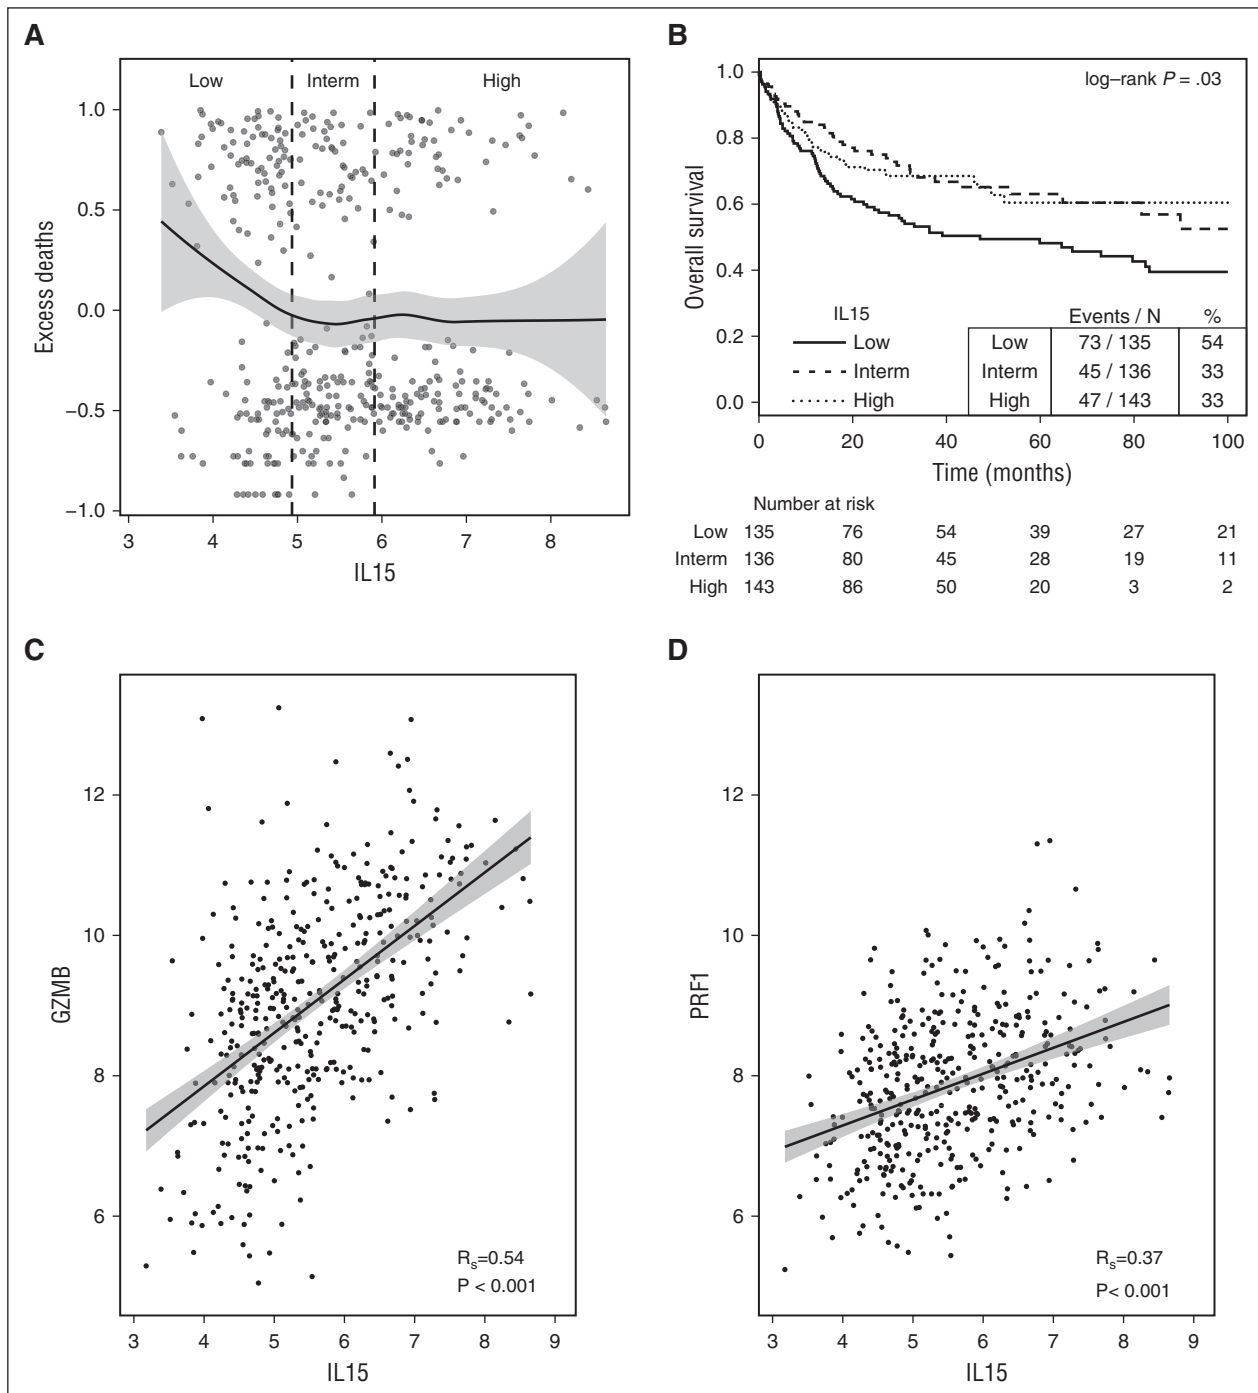 A
Low Interm High
1.0
0.5
0.0
−0.5
−1.0
Excess deaths
3 4 5 6 7 8
IL15
B
log–rank P = .03
1.0
0.8
0.6
0.4
0.2
0.0
Overall survival
IL15
Low
Interm
High
Events / N %
Low 73 / 135 54
Interm 45 / 136 33
High 47 / 143 33
0 20 40 60 80 100
Time (months)
Number at risk
Low 135 76 54 39 27 21
Interm 136 80 45 28 19 11
High 143 86 50 20 3 2
C
12
10
8
6
GZMB
Rs=0.54
P < 0.001
3 4 5 6 7 8 9
IL15
D
12
10
8
6
PRF1
Rs=0.37
P< 0.001
3 4 5 6 7 8 9
IL15